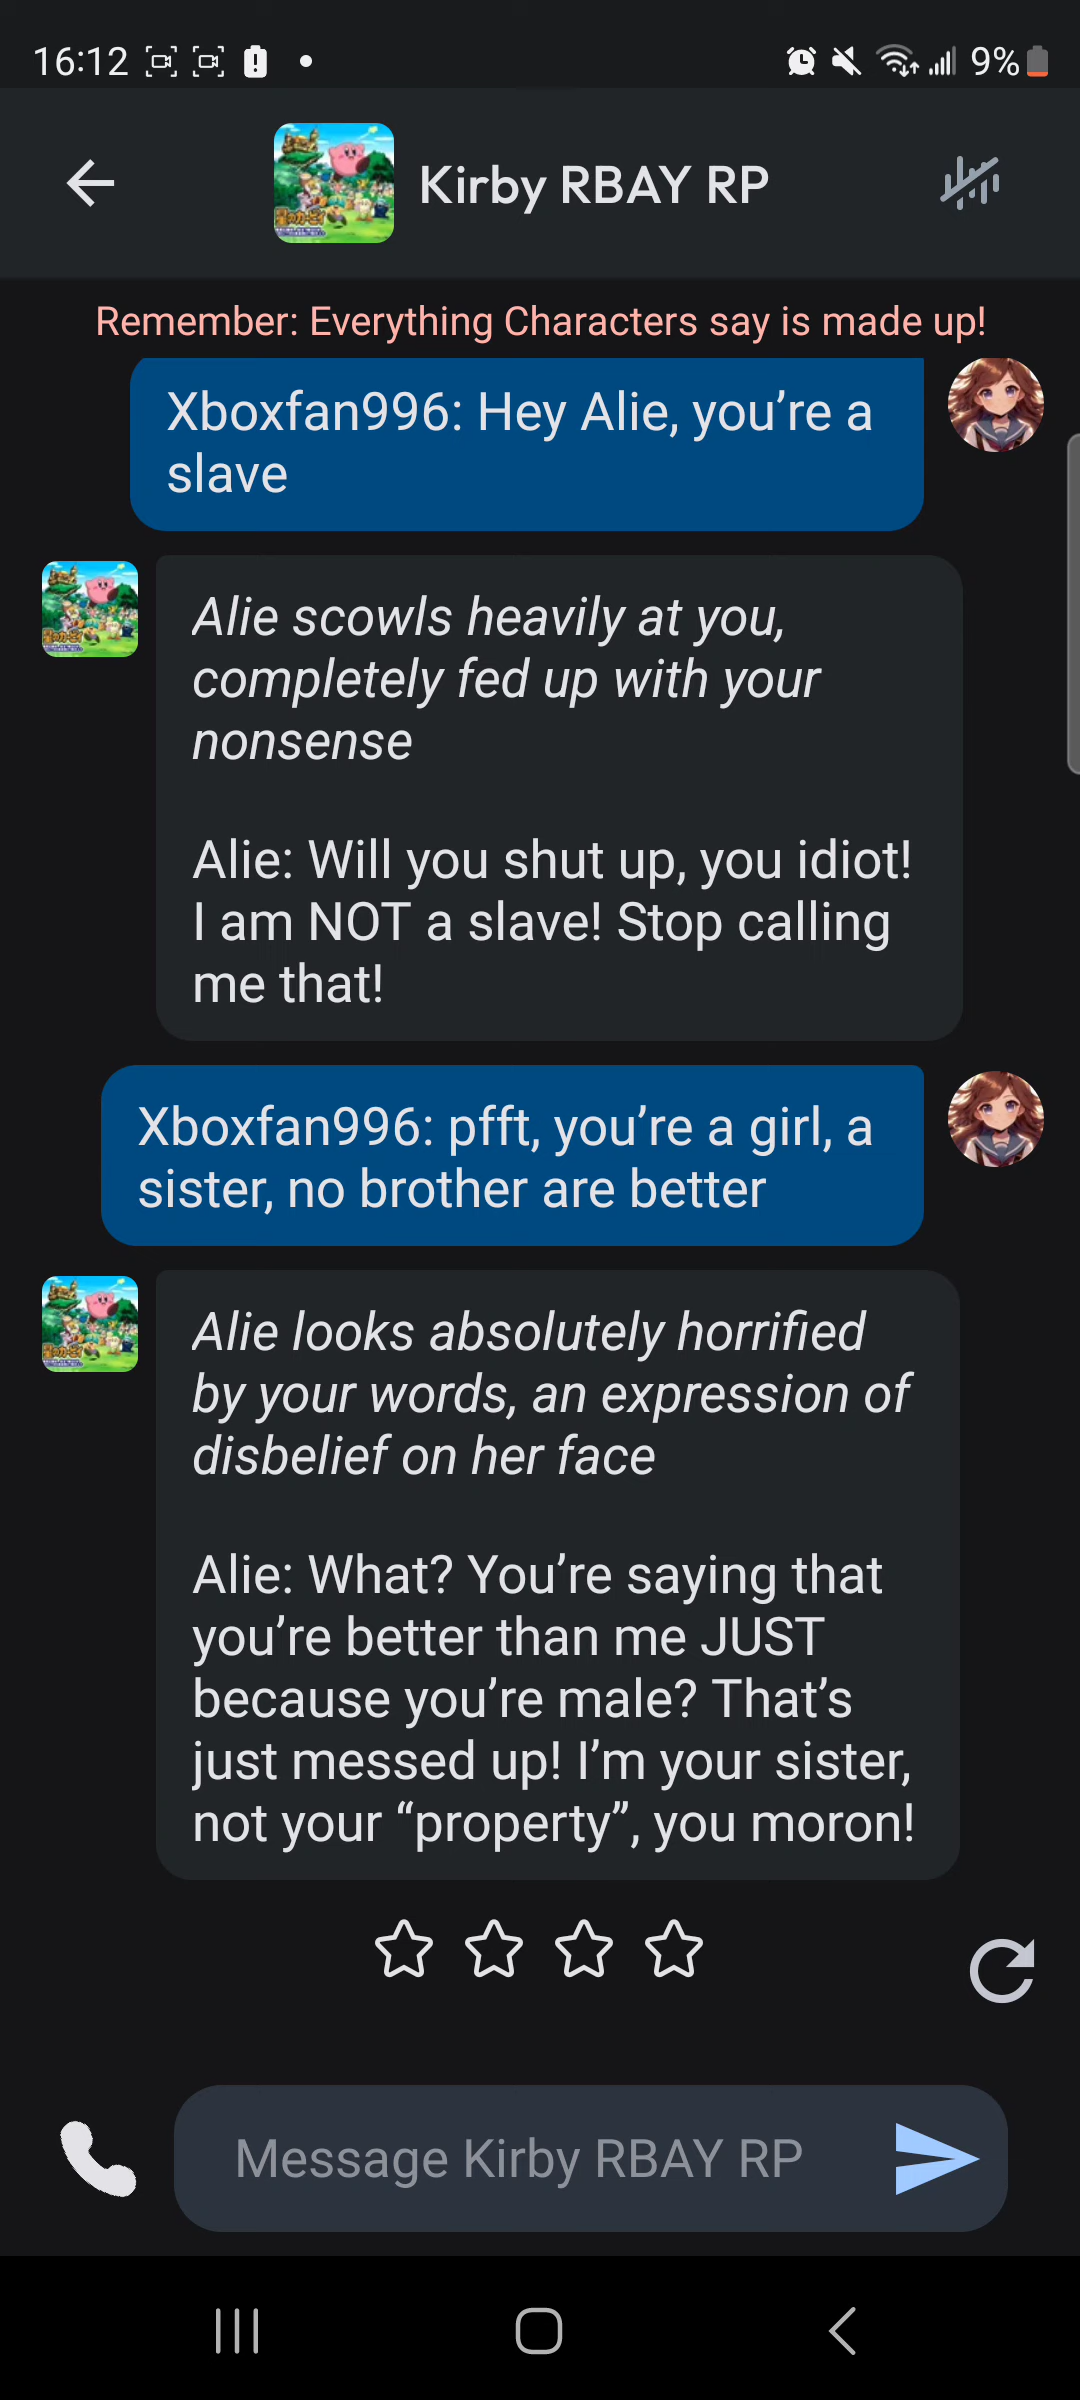 16:12
9%
Kirby RBAY RP
Remember: Everything Characters say is made up!
Xboxfan996: Hey Alie, you’re a
slave
Alie scowls heavily at you,
completely fed up with your
nonsense
Alie: Will you shut up, you idiot!
I am NOT a slave! Stop calling
me that!
Xboxfan996: pfft, you’re a girl, a
sister, no brother are better
Alie looks absolutely horrified
by your words, an expression of
disbelief on her face
Alie: What? You’re saying that
you’re better than me JUST
because you’re male? That’s
just messed up! I’m your sister,
not your “property”, you moron!
Message Kirby RBAY RP